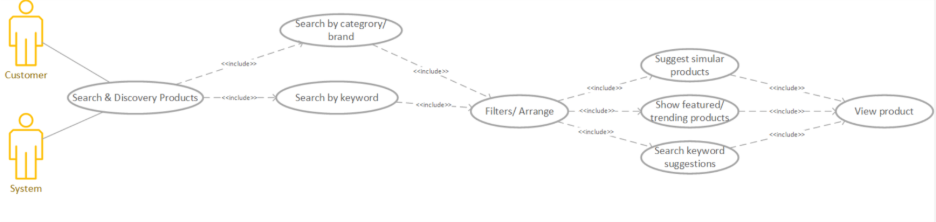 Customer
System
Search & Discovery Products
<<include>>
<<include>>
Search by categrory/
brand
Search by keyword
<<include>>
<<include>>
Filters/ Arrange
<<include>>
<<include>>
<<include>>
Suggest simular
products
Show featured/
trending products
Search keyword
suggestions
<<include>>
<<include>>
<<include>>
View product